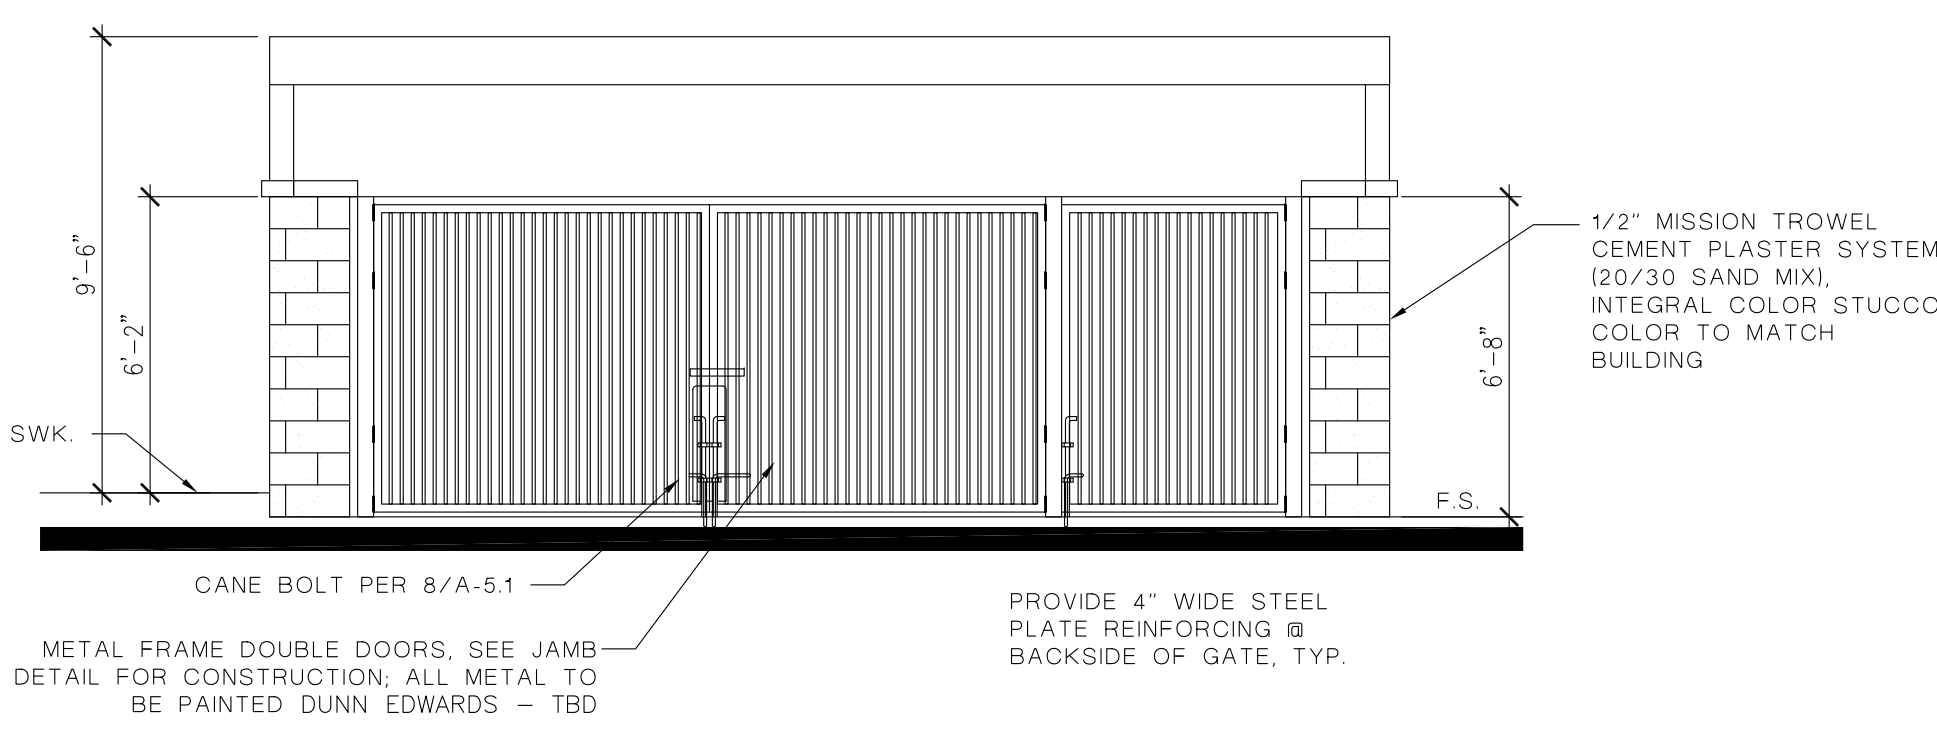 9'-6"
6'-2"
SWK.
6'-8"
1/2" MISSION TROWEL
CEMENT PLASTER SYSTEM
(20/30 SAND MIX),
INTEGRAL COLOR STUCCO
COLOR TO MATCH
BUILDING
F.S.
CANE BOLT PER 8/A-5.1
METAL FRAME DOUBLE DOORS, SEE JAMB
DETAIL FOR CONSTRUCTION; ALL METAL TO
BE PAINTED DUNN EDWARDS – TBD
PROVIDE 4" WIDE STEEL
PLATE REINFORCING @
BACKSIDE OF GATE, TYP.